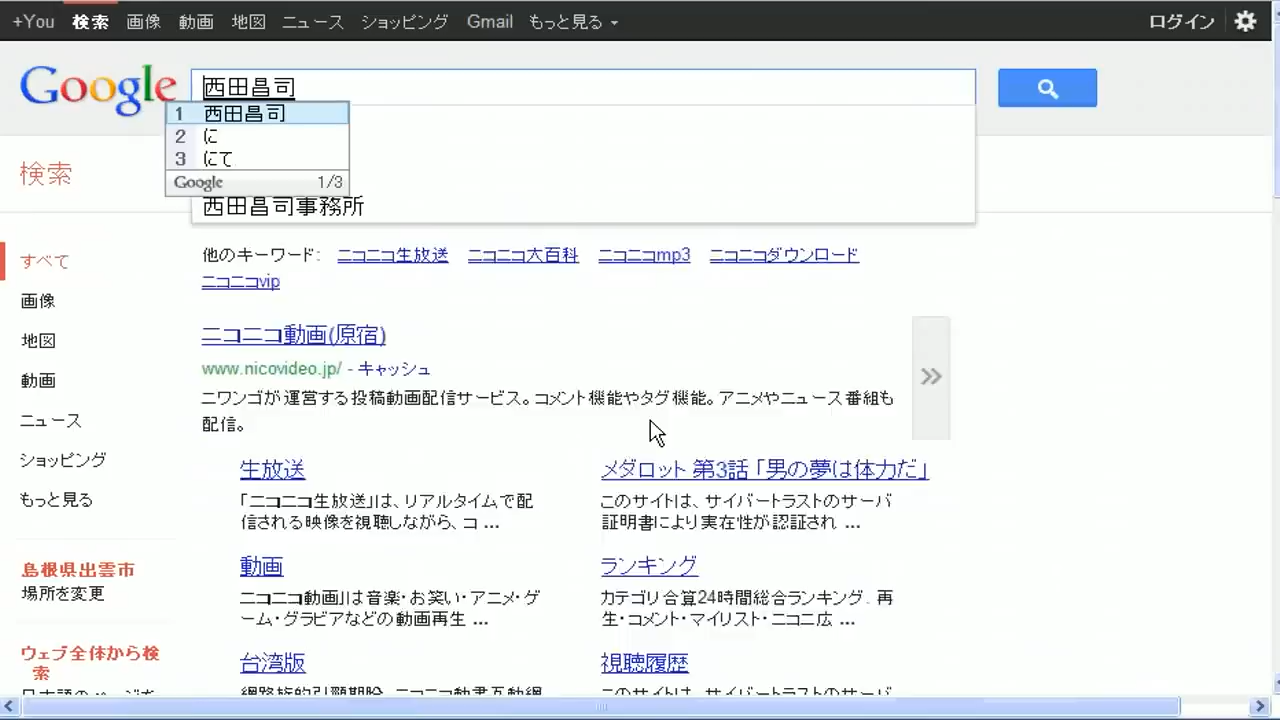 +You 検索 画像 動画 地図 ニュース ショッピング Gmail もっと見る ログイン
Google 西田昌司
1 西田昌司
2 に
3 にて
Google 1/3
検索
西田昌司事務所
すべて
画像
地図
動画
ニュース
ショッピング
もっと見る
島根県出雲市
場所を変更
ウェブ全体から検
索
他のキーワード: ニコニコ生放送 ニコニコ大百科 ニコニコmp3 ニコニコダウンロード
ニコニコvip
ニコニコ動画(原宿)
www.nicovideo.jp/ - キャッシュ
ニワンゴが運営する投稿動画配信サービス。コメント機能やタグ機能。アニメやニュース番組も
配信。
生放送
「ニコニコ生放送」は、リアルタイムで配
信される映像を視聴しながら、コ ...
メダロット 第3話 「男の夢は体力だ」
このサイトは、サイバートラストのサーバ
証明書により実在性が認証され ...
動画
ニコニコ動画」は音楽・お笑い・アニメ・ゲ
ーム・グラビアなどの動画再生 ...
ランキング
カテゴリ合算24時間総合ランキング. 再
生・コメント・マイリスト・ニコニ広 ...
台湾版
視聴履歴
このサイトは、サイバートラストのサーバ